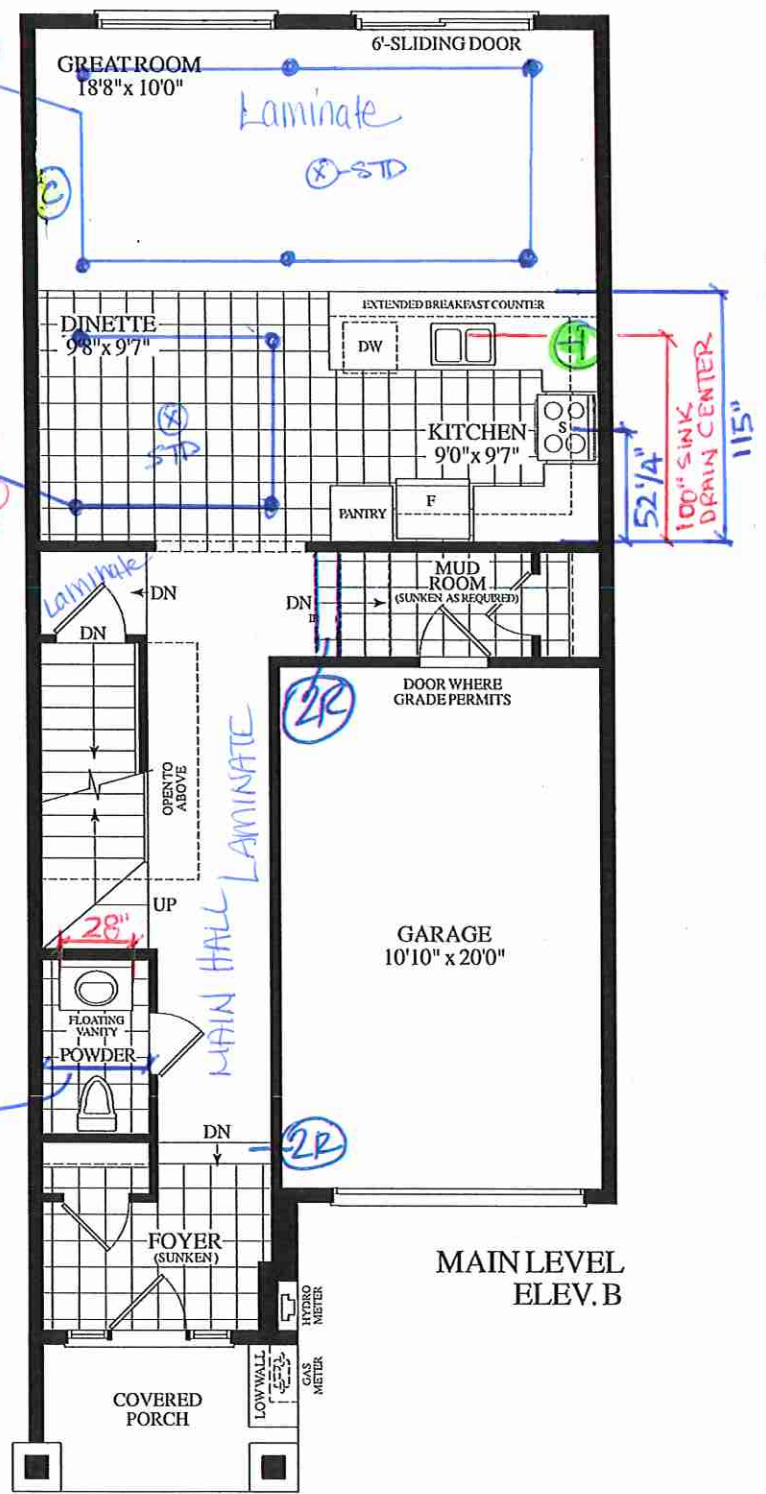 6'-SLIDING DOOR
GREAT ROOM
18'8" x 10'0"
Laminate
X-STD
C
EXTENDED BREAKFAST COUNTER
DINETTE
9'8" x 9'7"
DW
X
STD
S
KITCHEN
9'0" x 9'7"
PANTRY
F
52 1/4"
100" SINK
DRAIN CENTER
115"
Laminate
DN
DN
DN
MUD
ROOM
(SUNKEN AS REQUIRED)
2R
DOOR WHERE
GRADE PERMITS
OPEN TO
ABOVE
MAIN HALL LAMINATE
UP
28"
GARAGE
10'10" x 20'0"
FLOATING
VANITY
POWDER
DN
2R
FOYER
(SUNKEN)
MAIN LEVEL
ELEV. B
HYDRO
METER
GAS
METER
LOW WALL
COVERED
PORCH